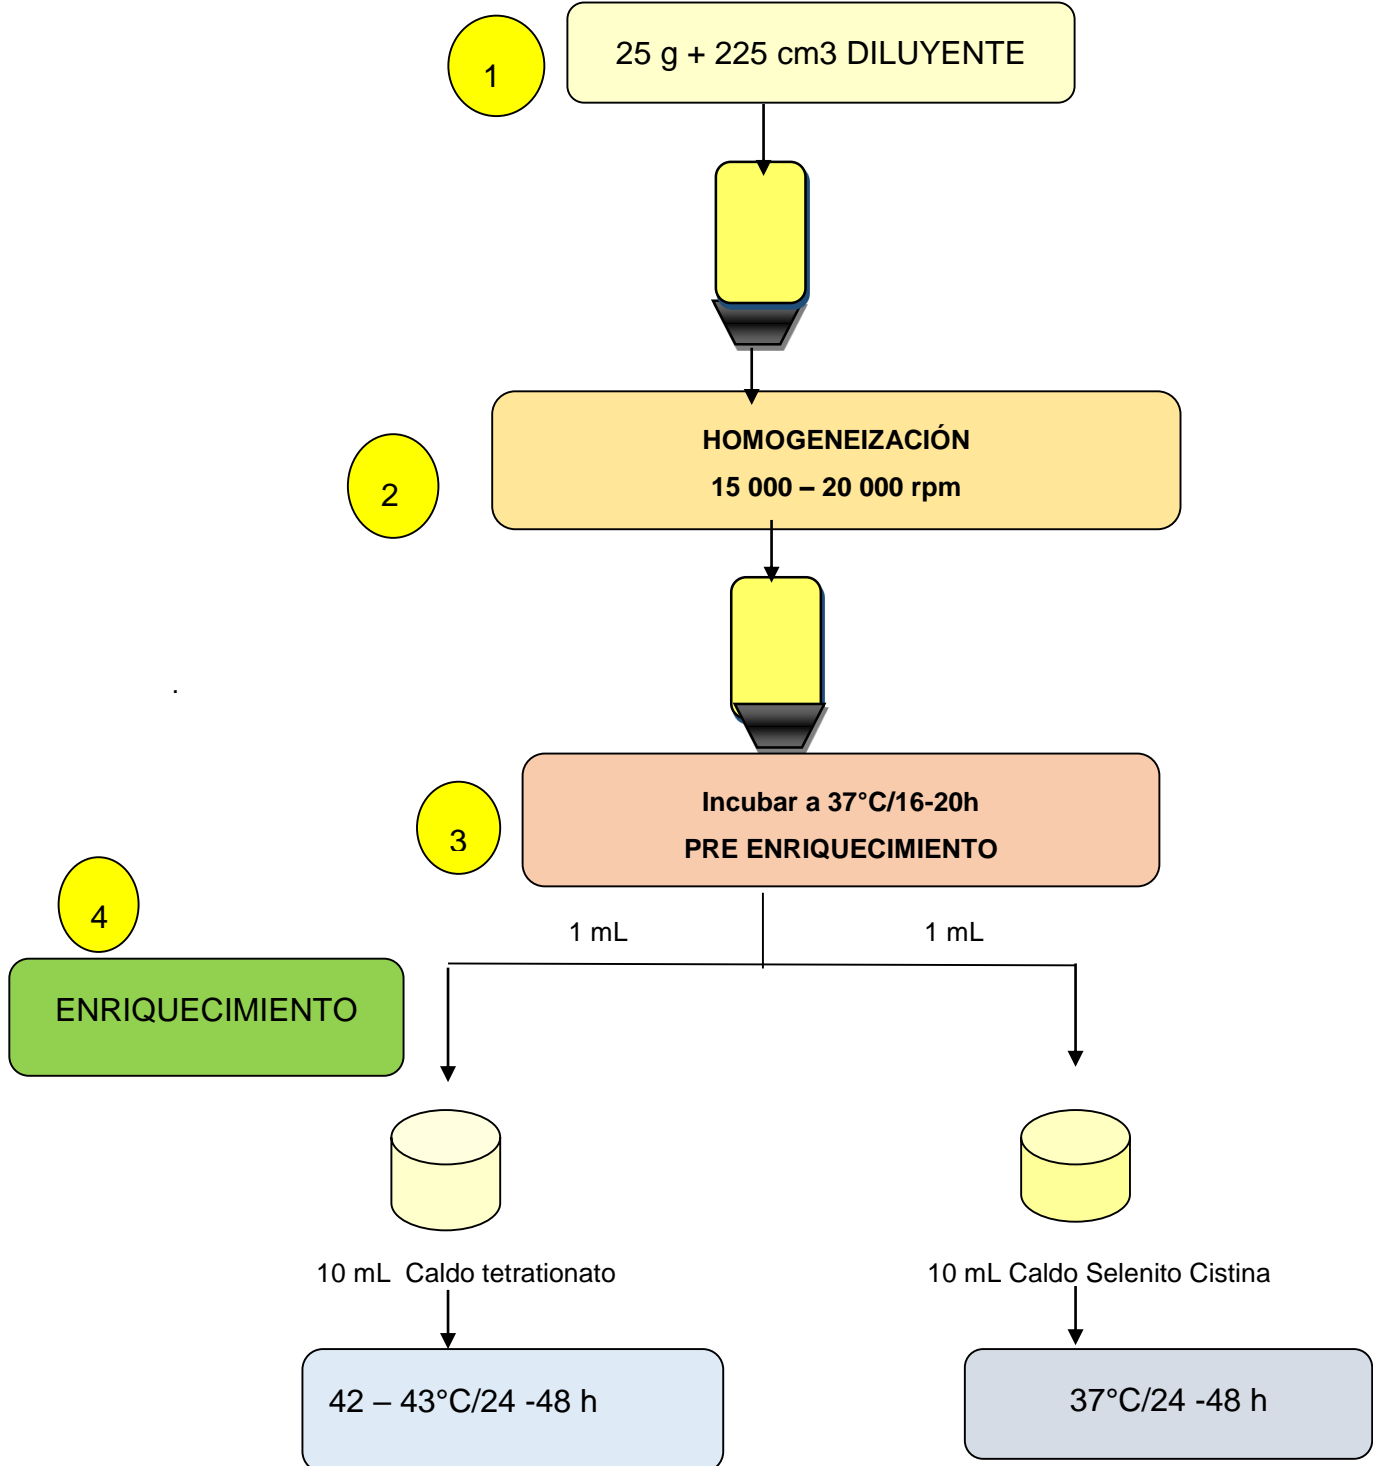 1
25 g + 225 cm3 DILUYENTE
2
HOMOGENEIZACIÓN
15 000 – 20 000 rpm
.
3
Incubar a 37°C/16-20h
PRE ENRIQUECIMIENTO
4
ENRIQUECIMIENTO
1 mL
1 mL
10 mL Caldo tetrationato
10 mL Caldo Selenito Cistina
42 – 43°C/24 -48 h
37°C/24 -48 h